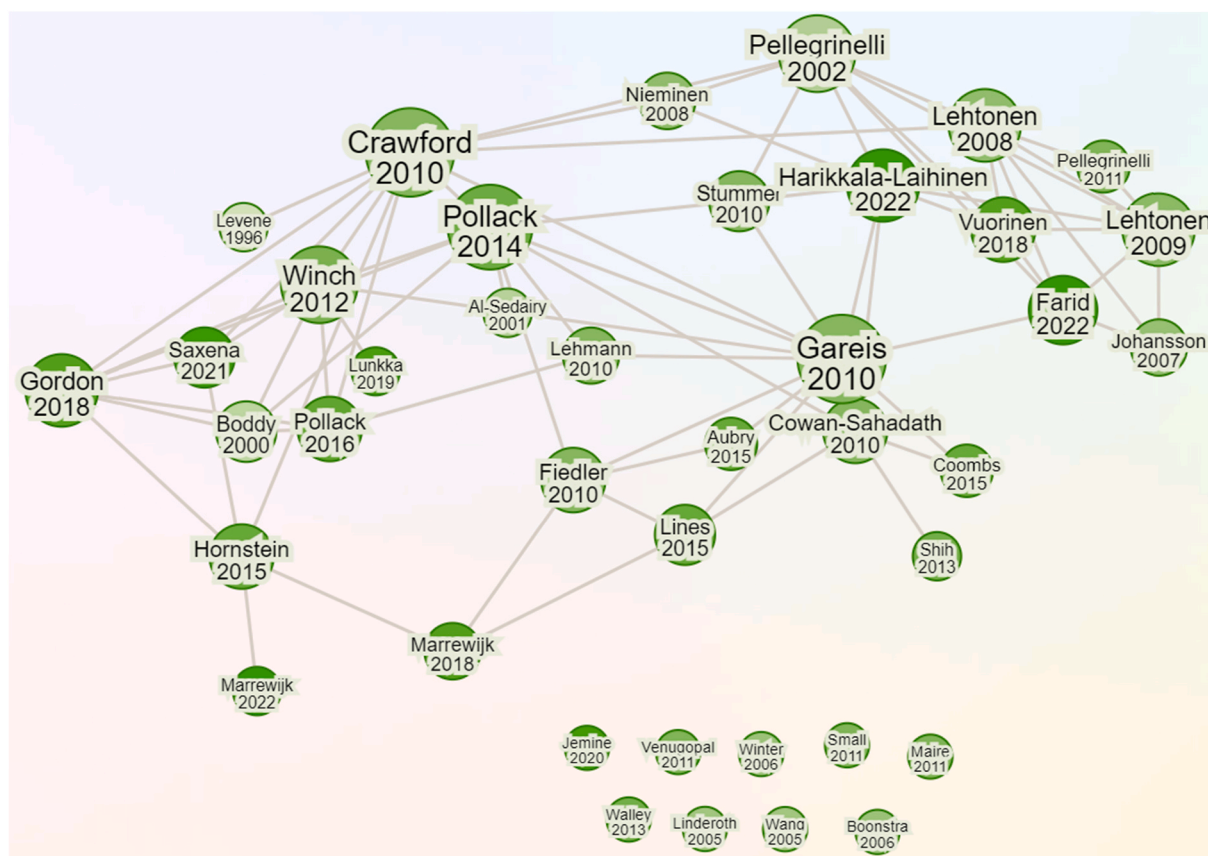 Pellegrinelli
2002
Nieminen
2008
Lehtonen
2008
Crawford
2010
Pellegrinelli
2011
Harikkala-Laihinen
2022
Stummer
2010
Levene
1996
Pollack
2014
Vuorinen
2018
Lehtonen
2009
Winch
2012
Al-Sedairy
2001
Farid
2022
Saxena
2021
Lehmann
2010
Gareis
2010
Johansson
2007
Lunkka
2019
Gordon
2018
Boddy
2000
Pollack
2016
Aubry
2015
Cowan-Sahadath
2010
Coombs
2015
Fiedler
2010
Lines
2015
Hornstein
2015
Shih
2013
Marrewijk
2018
Marrewijk
2022
Jemine
2020
Venugopal
2011
Winter
2006
Small
2011
Maire
2011
Walley
2013
Linderoth
2005
Wang
2005
Boonstra
2006